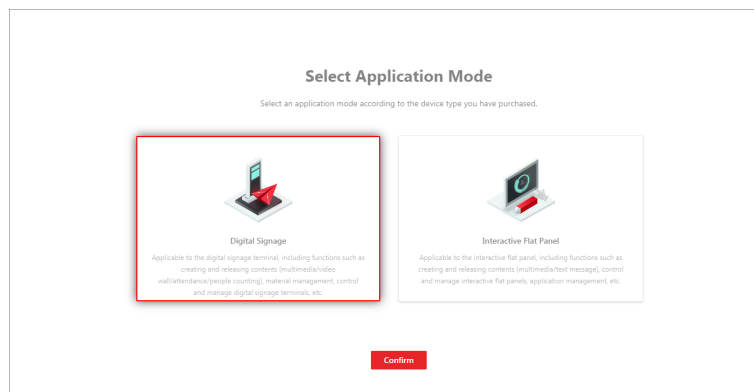 Select Application Mode
Select an application mode according to the device type you have purchased.
Digital Signage
Applicable to the digital signage terminal, including functions such as
creating and releasing contents (multimedia/video
wall/attendance/people counting), material management, control
and manage digital signage terminals, etc.
Interactive Flat Panel
Applicable to the interactive flat panel, including functions such as
creating and releasing contents (multimedia/text message), control
and manage interactive flat panels, application management, etc.
Confirm